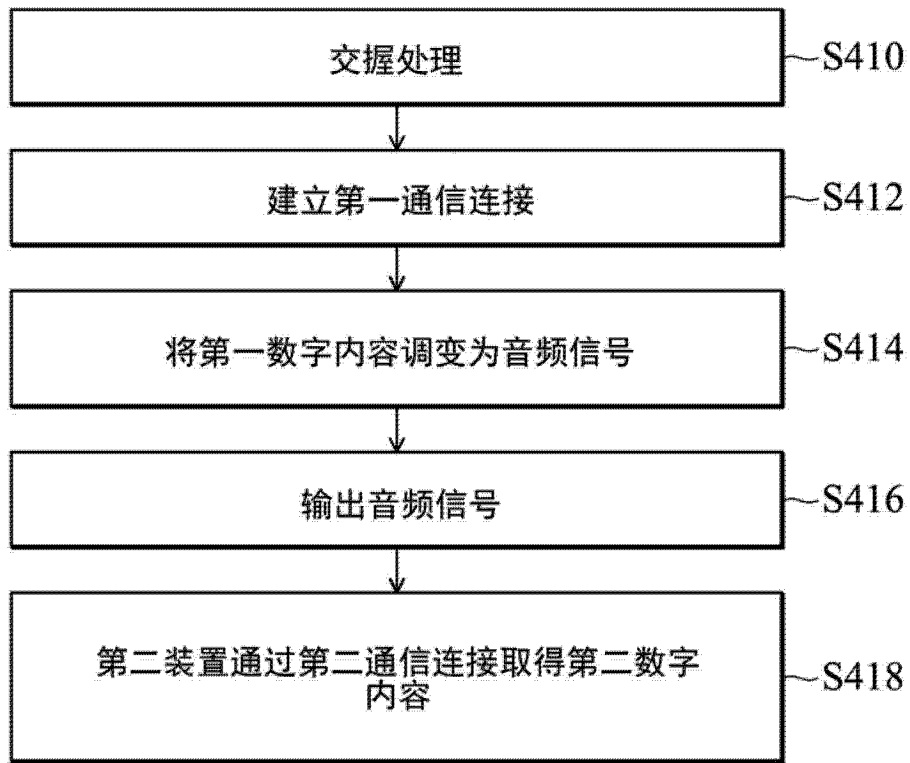 交握处理
S410
建立第一通信连接
S412
将第一数字内容调变为音频信号
S414
输出音频信号
S416
第二装置通过第二通信连接取得第二数字
内容
S418